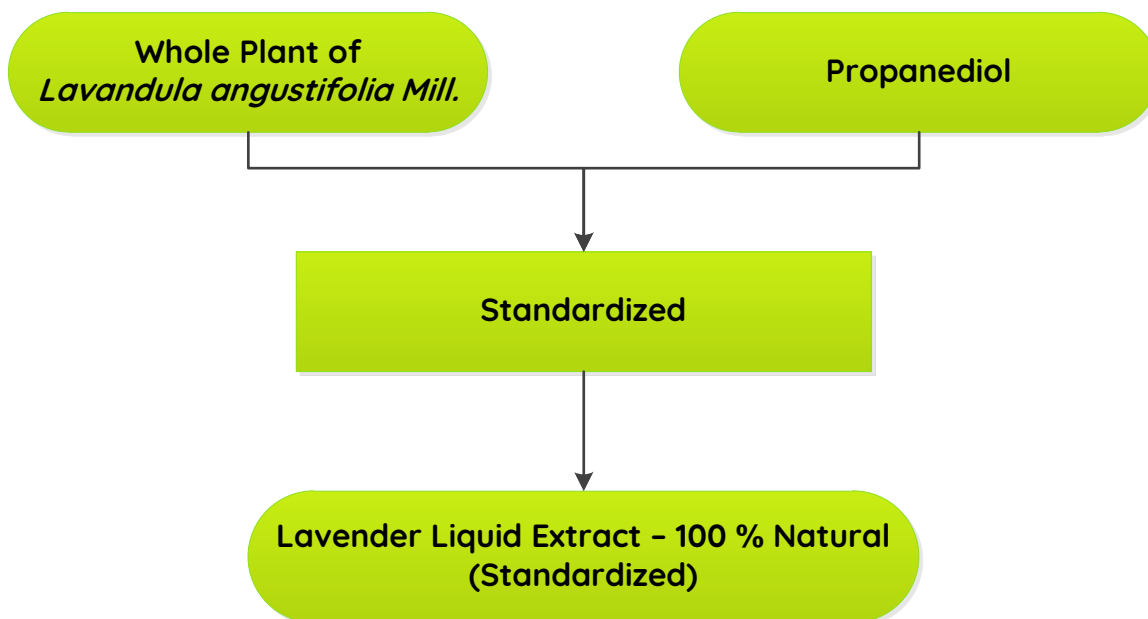 Whole Plant of
Lavandula angustifolia Mill.
Propanediol
Standardized
Lavender Liquid Extract – 100 % Natural
(Standardized)